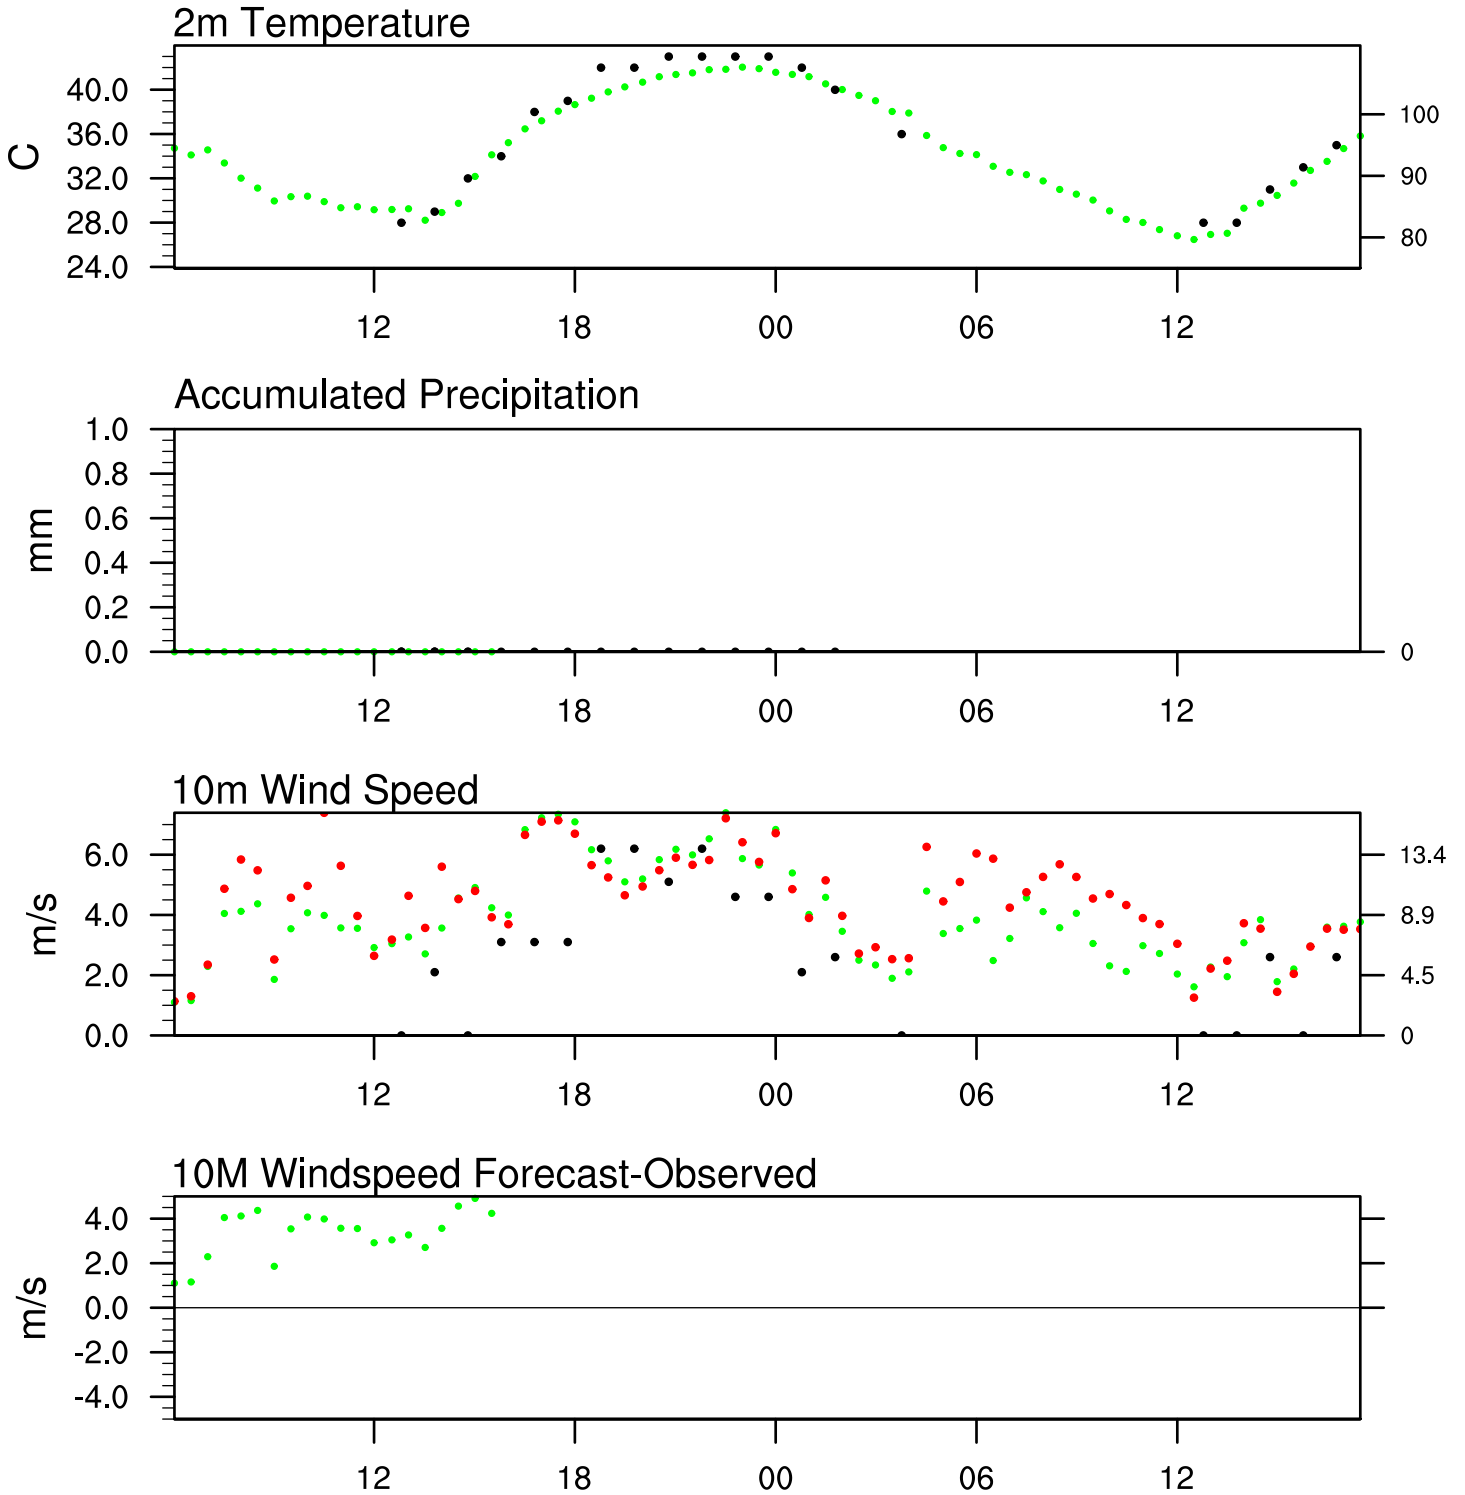 2m Temperature
C
40.0
36.0
32.0
28.0
24.0
100
90
80
12 18 00 06 12
Accumulated Precipitation
mm
1.0
0.8
0.6
0.4
0.2
0.0
0
12 18 00 06 12
10m Wind Speed
m/s
6.0
4.0
2.0
0.0
13.4
8.9
4.5
0
12 18 00 06 12
10M Windspeed Forecast-Observed
m/s
4.0
2.0
0.0
-2.0
-4.0
12 18 00 06 12